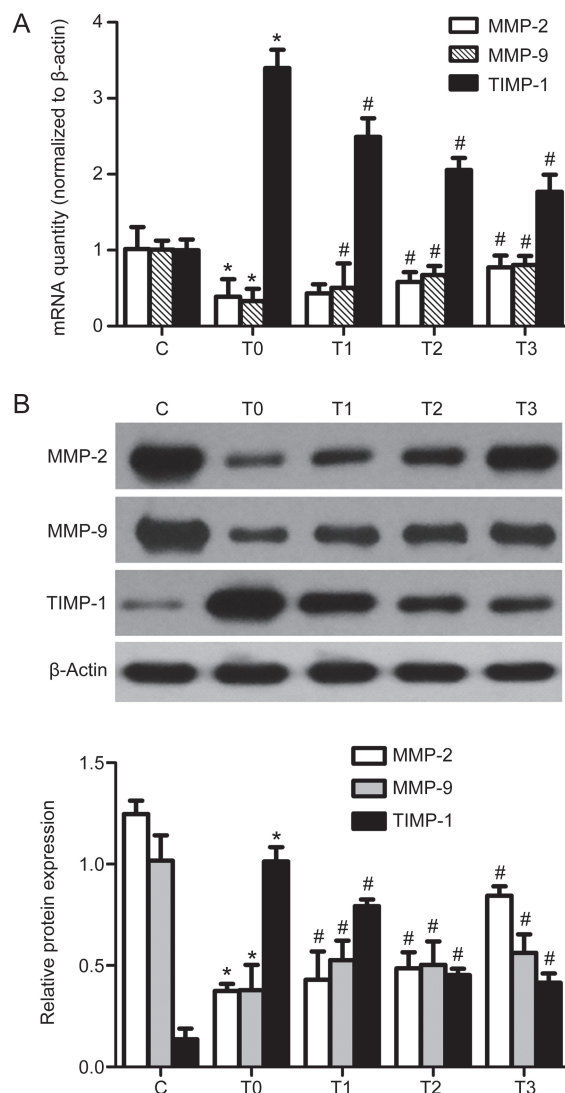 A
mRNA quantity (normalized to β-actin)
4
3
2
1
0
MMP-2
MMP-9
TIMP-1
* * *
# #
# # #
# # #
C T0 T1 T2 T3
B
C T0 T1 T2 T3
MMP-2
MMP-9
TIMP-1
β-Actin
Relative protein expression
1.5
1.0
0.5
0.0
MMP-2
MMP-9
TIMP-1
* * *
# # #
# # #
# # #
C T0 T1 T2 T3